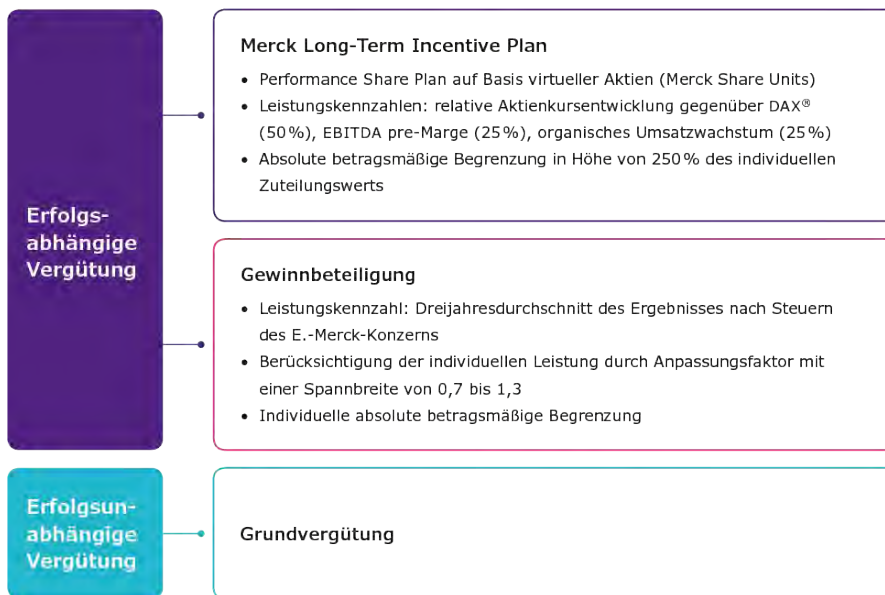 Merck Long-Term Incentive Plan
• Performance Share Plan auf Basis virtueller Aktien (Merck Share Units)
• Leistungskennzahlen: relative Aktienkursentwicklung gegenüber DAX®
(50 %), EBITDA pre-Marge (25 %), organisches Umsatzwachstum (25 %)
• Absolute betragsmäßige Begrenzung in Höhe von 250 % des individuellen
Zuteilungswerts
Erfolgs-
abhängige
Vergütung
Gewinnbeteiligung
• Leistungskennzahl: Dreijahresdurchschnitt des Ergebnisses nach Steuern
des E.-Merck-Konzerns
• Berücksichtigung der individuellen Leistung durch Anpassungsfaktor mit
einer Spannbreite von 0,7 bis 1,3
• Individuelle absolute betragsmäßige Begrenzung
Erfolgsun-
abhängige
Vergütung
Grundvergütung